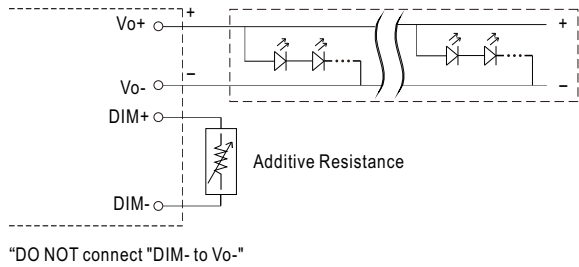 Vo+
+
+
Vo-
–
–
DIM+
Additive Resistance
DIM-
“DO NOT connect "DIM- to Vo-"